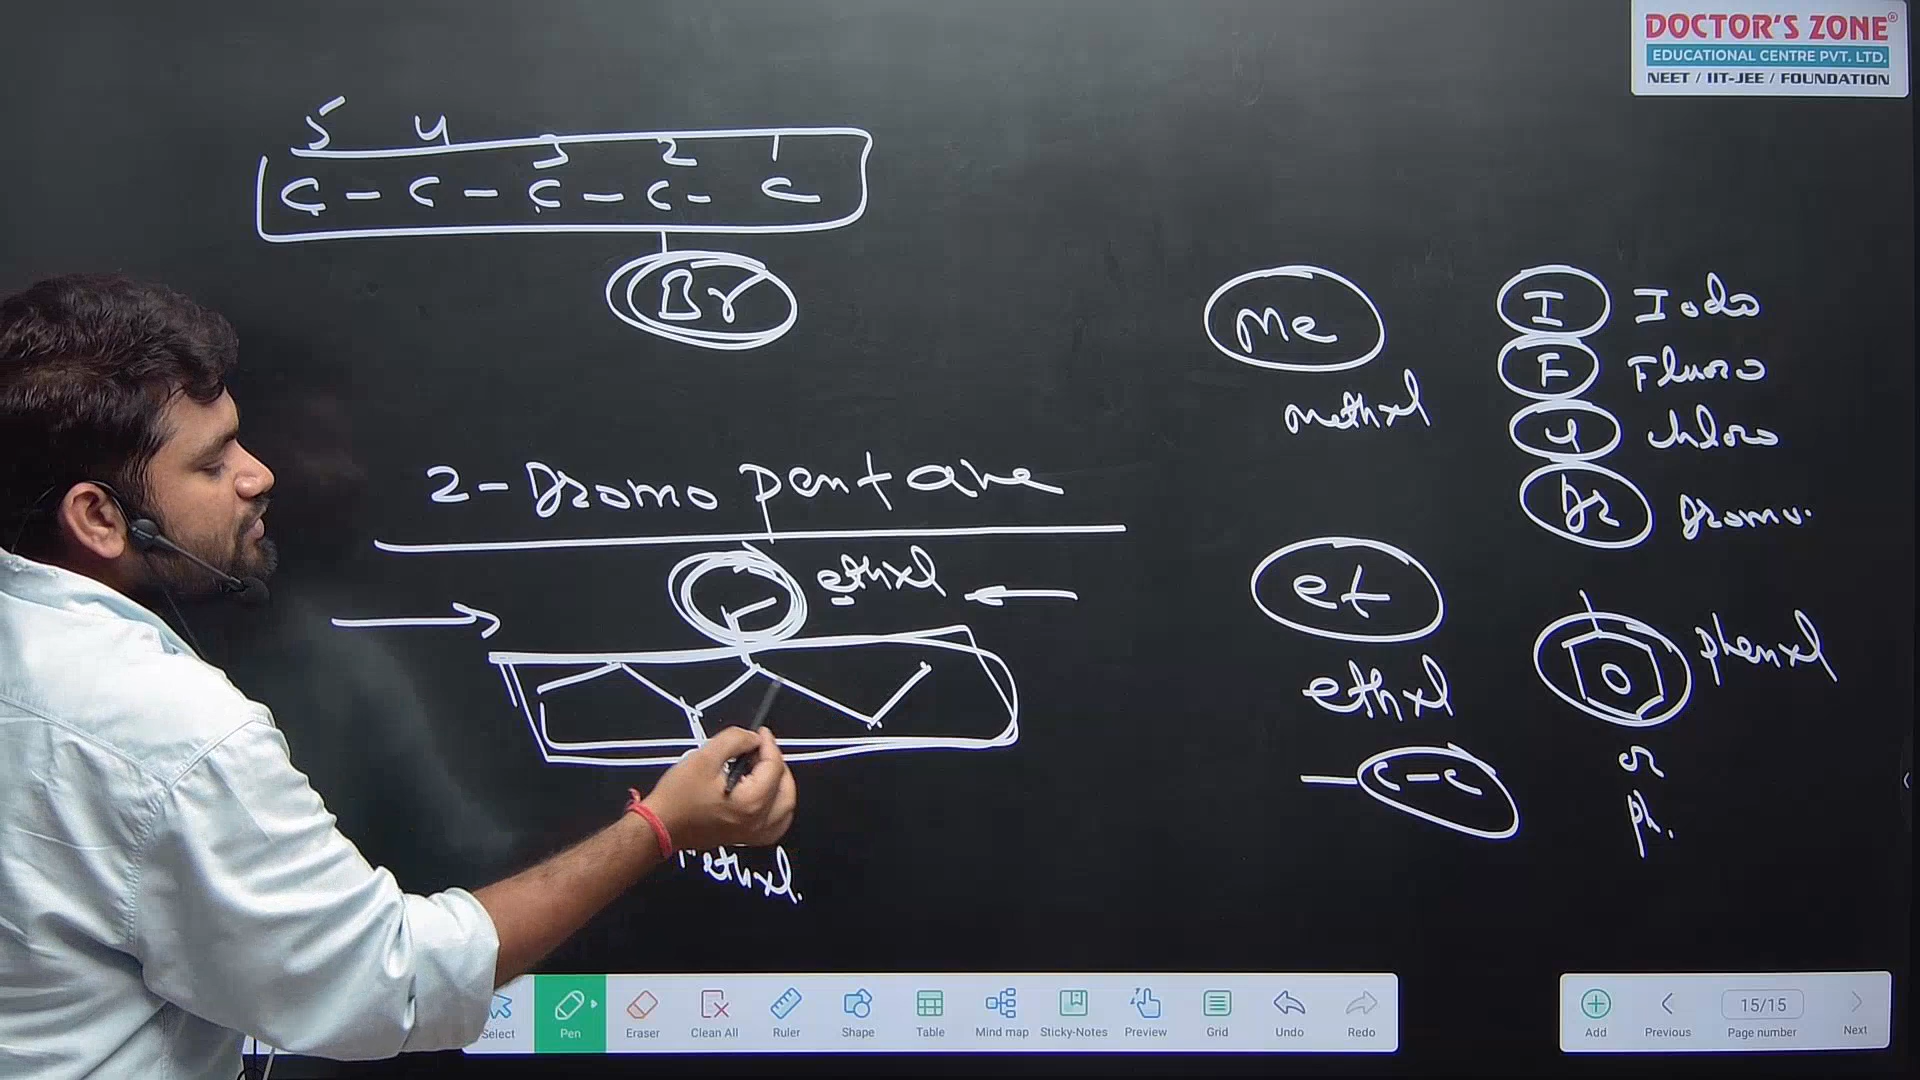 DOCTOR'S ZONE®
EDUCATIONAL CENTRE PVT. LTD.
NEET / IIT-JEE / FOUNDATION
5 4 3 2 1
C - C - C - C - C
Br
2-Bromo pentane
ethyl
Me
methyl
et
ethyl
-C-C
I Iodo
F Fluro
Cl chloro
Br Bromo.
phenyl
or
ph.
Select
Pen
Eraser
Clean All
Ruler
Shape
Table
Mind map
Sticky-Notes
Preview
Grid
Undo
Redo
Add
Previous
15/15
Page number
Next